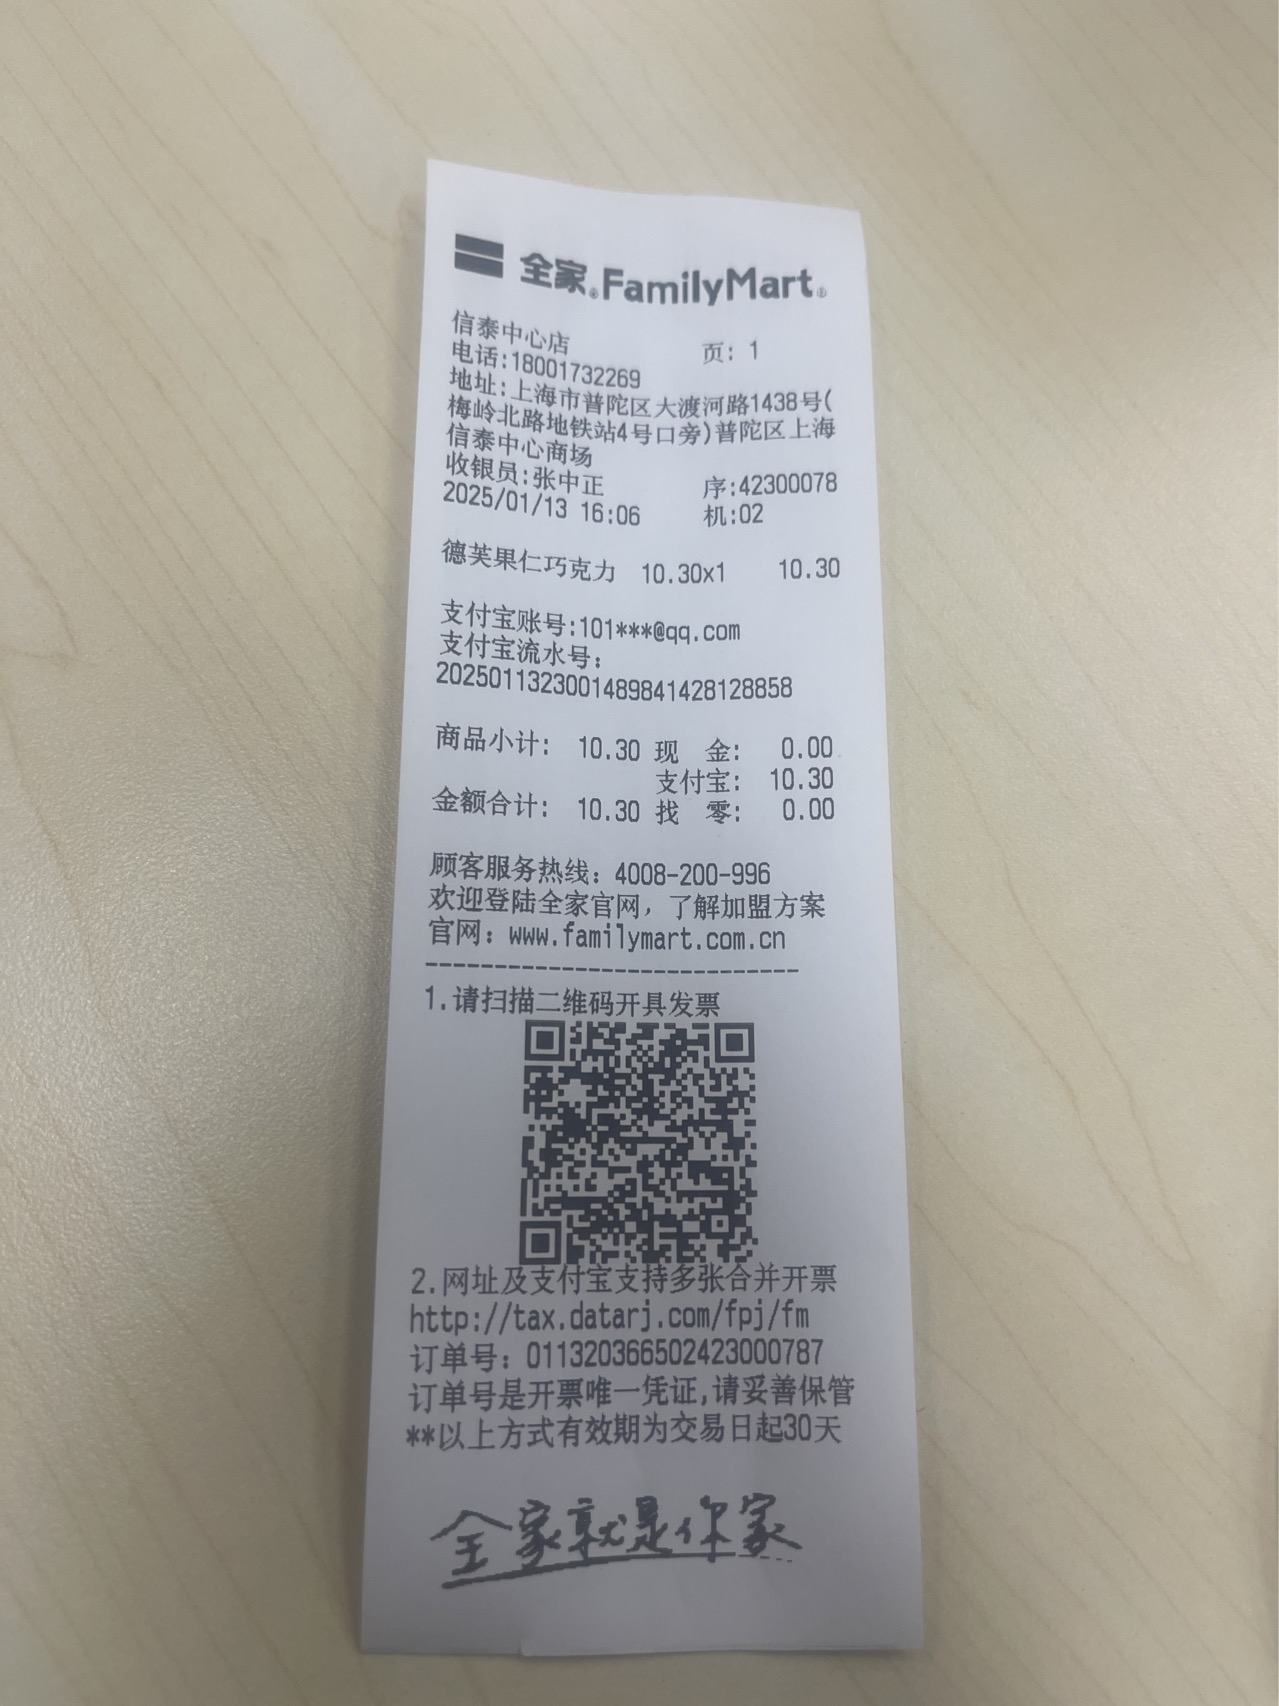 全家®FamilyMart®
信泰中心店 页: 1
电话:18001732269
地址:上海市普陀区大渡河路1438号(
梅岭北路地铁站4号口旁)普陀区上海
信泰中心商场
收银员:张中正 序:42300078
2025/01/13 16:06 机:02
德芙果仁巧克力 10.30x1 10.30
支付宝账号:101***@qq.com
支付宝流水号:
2025011323001489841428128858
商品小计: 10.30 现 金: 0.00
支付宝: 10.30
金额合计: 10.30 找 零: 0.00
顾客服务热线: 4008-200-996
欢迎登陆全家官网，了解加盟方案
官网: www.familymart.com.cn
----------------------------
1.请扫描二维码开具发票
2.网址及支付宝支持多张合并开票
http://tax.datarj.com/fpj/fm
订单号: 011320366502423000787
订单号是开票唯一凭证,请妥善保管
**以上方式有效期为交易日起30天
全家就是你家